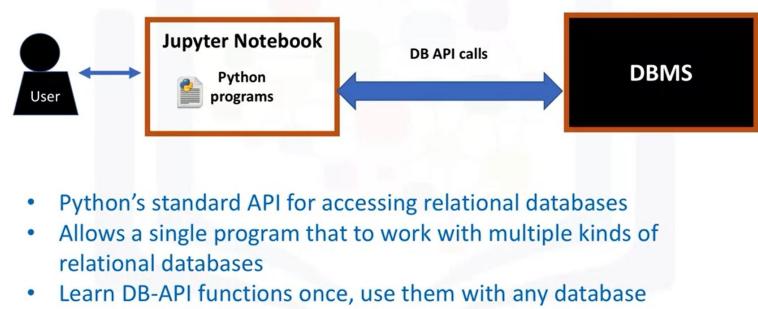 Jupyter Notebook
DB API calls
Python
programs
DBMS
User
• Python's standard API for accessing relational databases
• Allows a single program that to work with multiple kinds of
relational databases
• Learn DB-API functions once, use them with any database